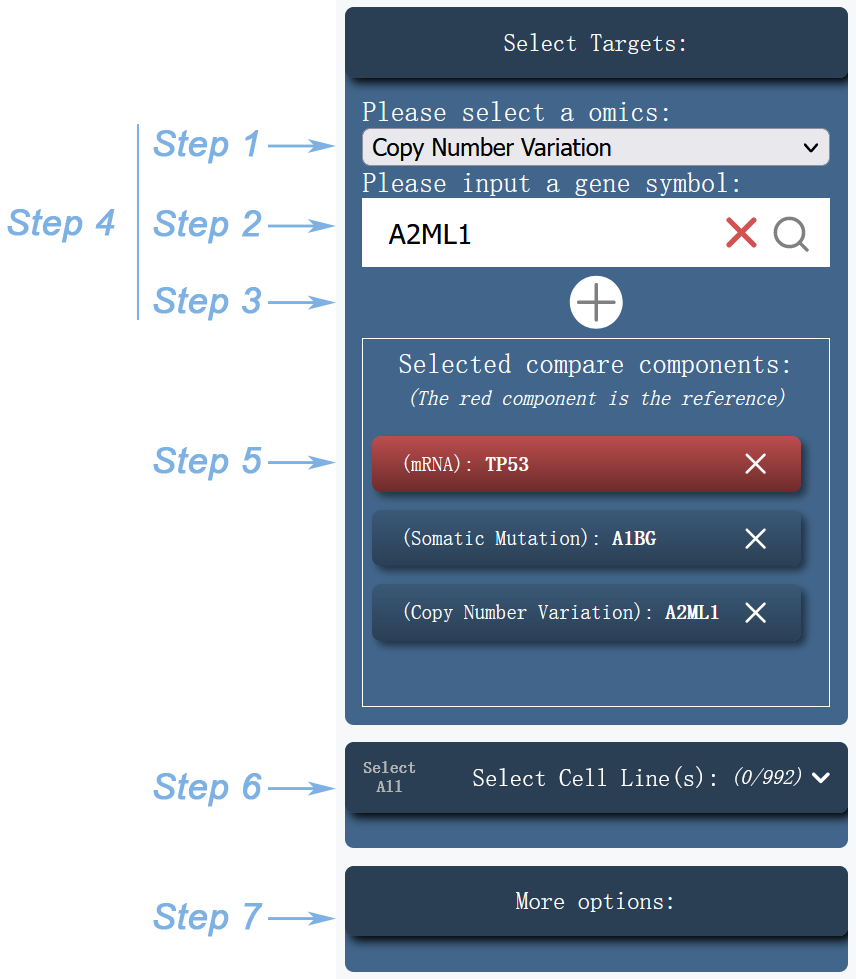 Select Targets:
Please select a omics:
Step 1
Copy Number Variation
Please input a gene symbol:
Step 4
Step 2
A2ML1
Step 3
Selected compare components:
(The red component is the reference)
Step 5
(mRNA): TP53
(Somatic Mutation): A1BG
(Copy Number Variation): A2ML1
Step 6
Select
All
Select Cell Line(s): (0/992)
Step 7
More options: